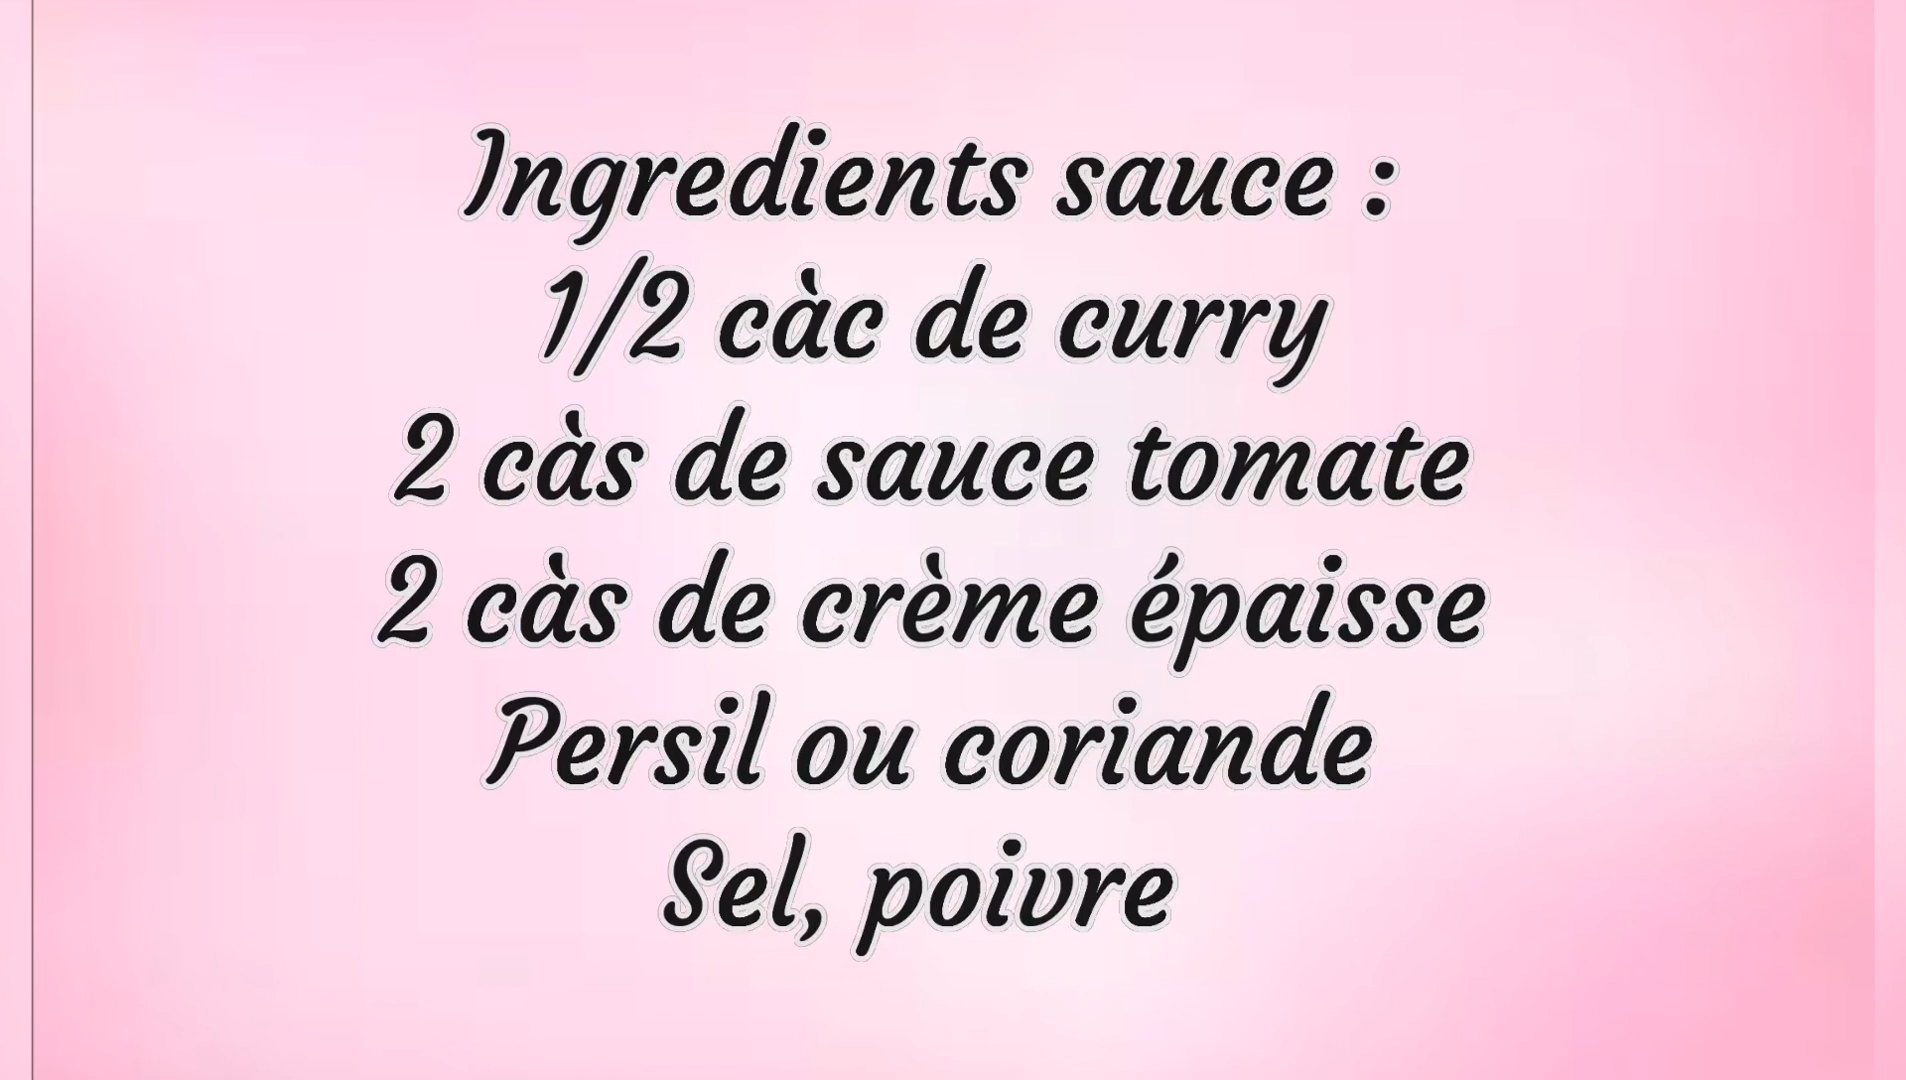 Ingredients sauce :
1/2 càc de curry
2 càs de sauce tomate
2 càs de crème épaisse
Persil ou coriande
Sel, poivre